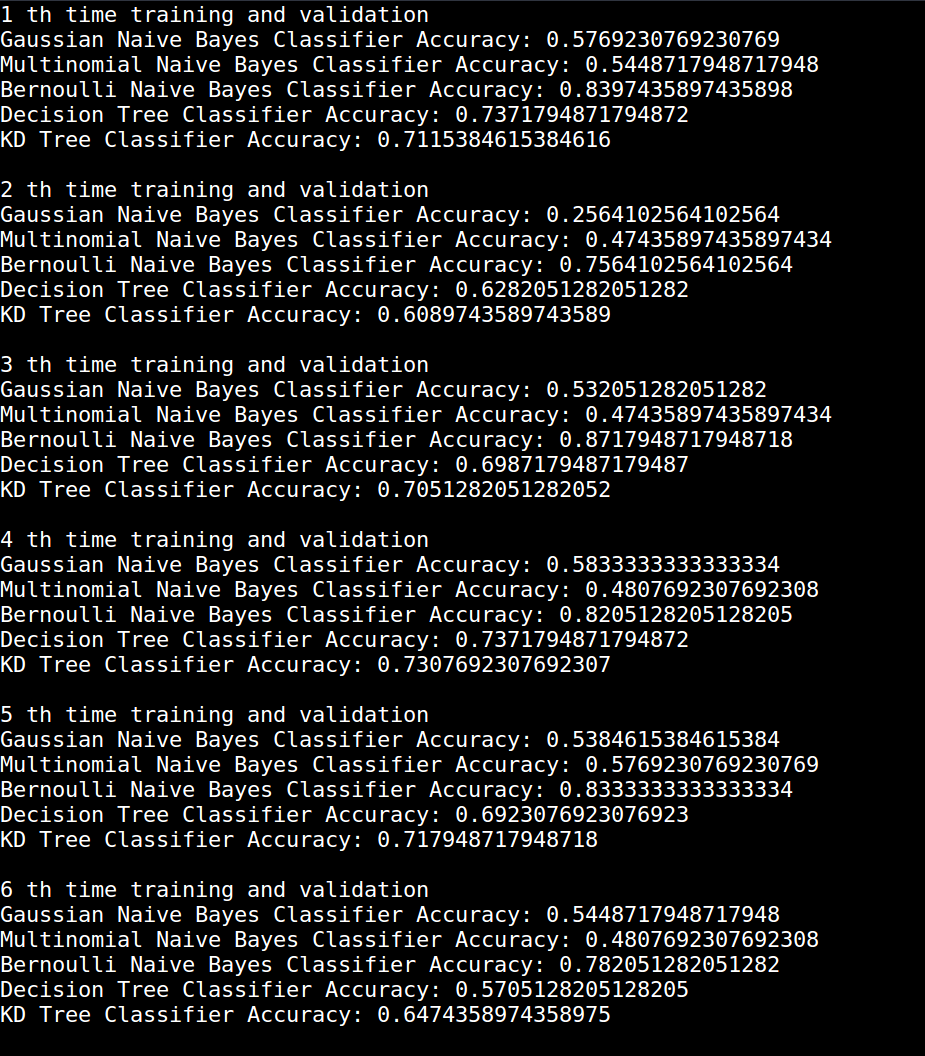 1 th time training and validation
Gaussian Naive Bayes Classifier Accuracy: 0.5769230769230769
Multinomial Naive Bayes Classifier Accuracy: 0.5448717948717948
Bernoulli Naive Bayes Classifier Accuracy: 0.8397435897435898
Decision Tree Classifier Accuracy: 0.7371794871794872
KD Tree Classifier Accuracy: 0.7115384615384616
2 th time training and validation
Gaussian Naive Bayes Classifier Accuracy: 0.2564102564102564
Multinomial Naive Bayes Classifier Accuracy: 0.47435897435897434
Bernoulli Naive Bayes Classifier Accuracy: 0.7564102564102564
Decision Tree Classifier Accuracy: 0.6282051282051282
KD Tree Classifier Accuracy: 0.6089743589743589
3 th time training and validation
Gaussian Naive Bayes Classifier Accuracy: 0.532051282051282
Multinomial Naive Bayes Classifier Accuracy: 0.47435897435897434
Bernoulli Naive Bayes Classifier Accuracy: 0.8717948717948718
Decision Tree Classifier Accuracy: 0.6987179487179487
KD Tree Classifier Accuracy: 0.7051282051282052
4 th time training and validation
Gaussian Naive Bayes Classifier Accuracy: 0.5833333333333334
Multinomial Naive Bayes Classifier Accuracy: 0.4807692307692308
Bernoulli Naive Bayes Classifier Accuracy: 0.8205128205128205
Decision Tree Classifier Accuracy: 0.7371794871794872
KD Tree Classifier Accuracy: 0.7307692307692307
5 th time training and validation
Gaussian Naive Bayes Classifier Accuracy: 0.5384615384615384
Multinomial Naive Bayes Classifier Accuracy: 0.5769230769230769
Bernoulli Naive Bayes Classifier Accuracy: 0.8333333333333334
Decision Tree Classifier Accuracy: 0.6923076923076923
KD Tree Classifier Accuracy: 0.717948717948718
6 th time training and validation
Gaussian Naive Bayes Classifier Accuracy: 0.5448717948717948
Multinomial Naive Bayes Classifier Accuracy: 0.4807692307692308
Bernoulli Naive Bayes Classifier Accuracy: 0.782051282051282
Decision Tree Classifier Accuracy: 0.5705128205128205
KD Tree Classifier Accuracy: 0.6474358974358975